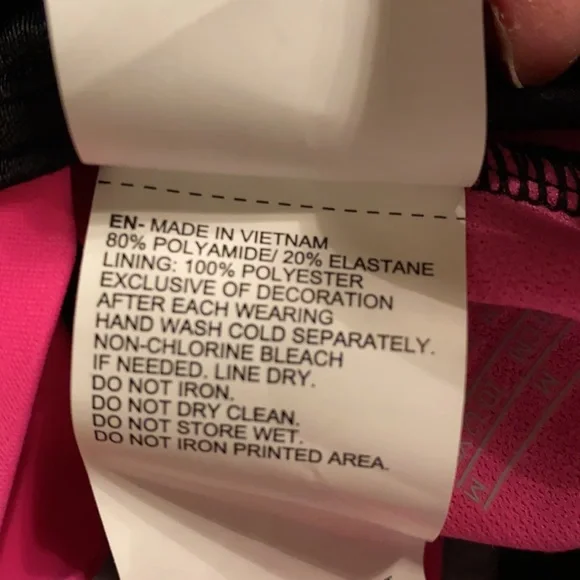 EN- MADE IN VIETNAM
80% POLYAMIDE/ 20% ELASTANE
LINING: 100% POLYESTER
EXCLUSIVE OF DECORATION
AFTER EACH WEARING
HAND WASH COLD SEPARATELY.
NON-CHLORINE BLEACH
IF NEEDED. LINE DRY.
DO NOT IRON.
DO NOT DRY CLEAN.
DO NOT STORE WET.
DO NOT IRON PRINTED AREA.